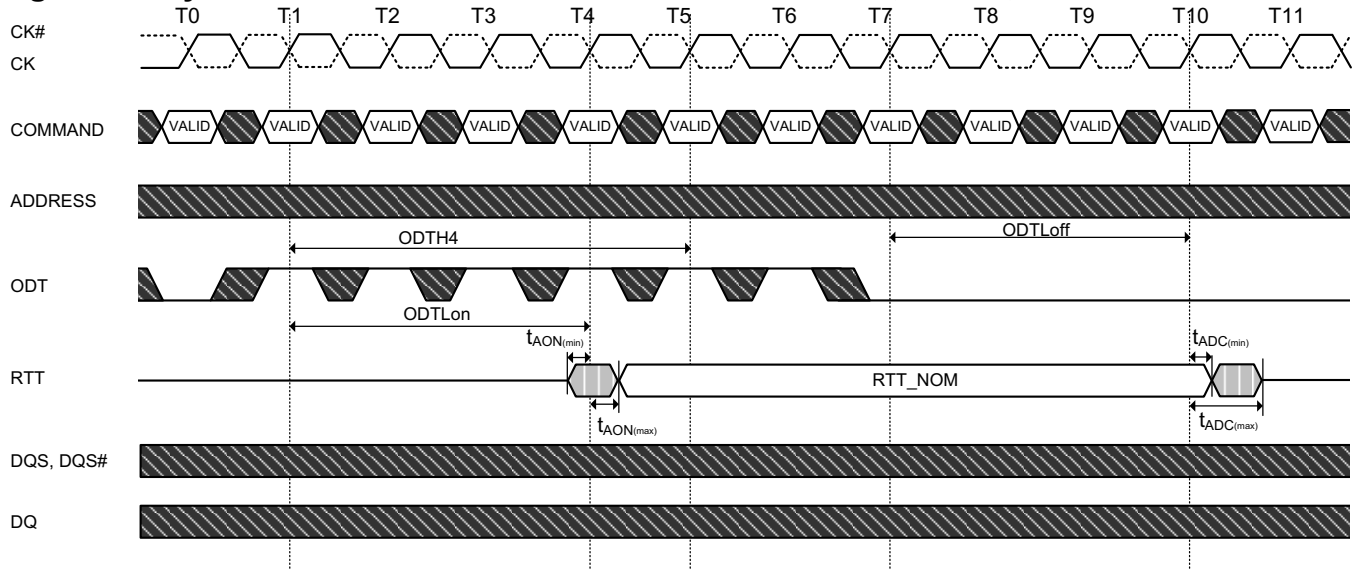 T0 T1 T2 T3 T4 T5 T6 T7 T8 T9 T10 T11
CK#
CK
COMMAND VALID VALID VALID VALID VALID VALID VALID VALID VALID VALID VALID VALID
ADDRESS
ODTH4 ODTLoff
ODT
ODTLon
tAON(min) tADC(min)
RTT RTT_NOM
tAON(max) tADC(max)
DQS, DQS#
DQ